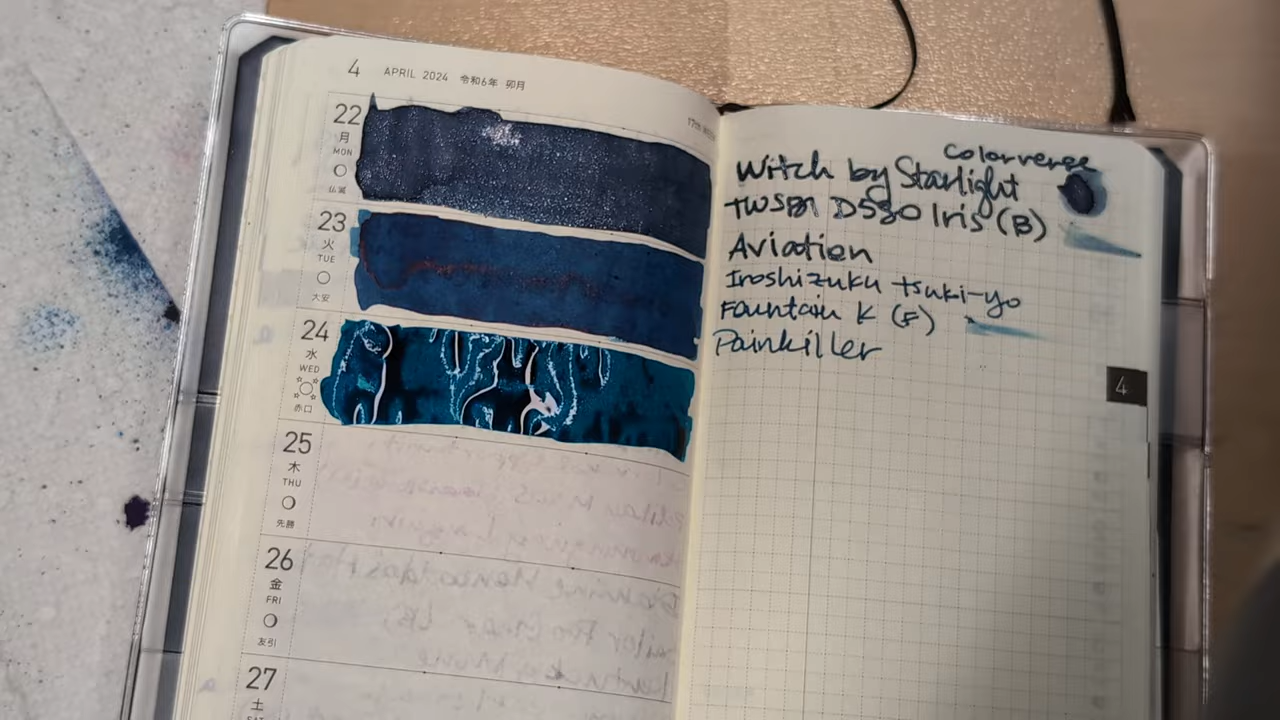 4 APRIL 2024 令和6年 卯月
22
月
MON
仏滅
23
火
TUE
大安
24
水
WED
赤口
25
木
THU
先勝
26
金
FRI
友引
27
土
SAT
Colorverse
Witch by Starlight
TWSBI D580 Iris (B)
Aviation
Iroshizuku tsuki-yo
Fountain K (F)
Painkiller
4